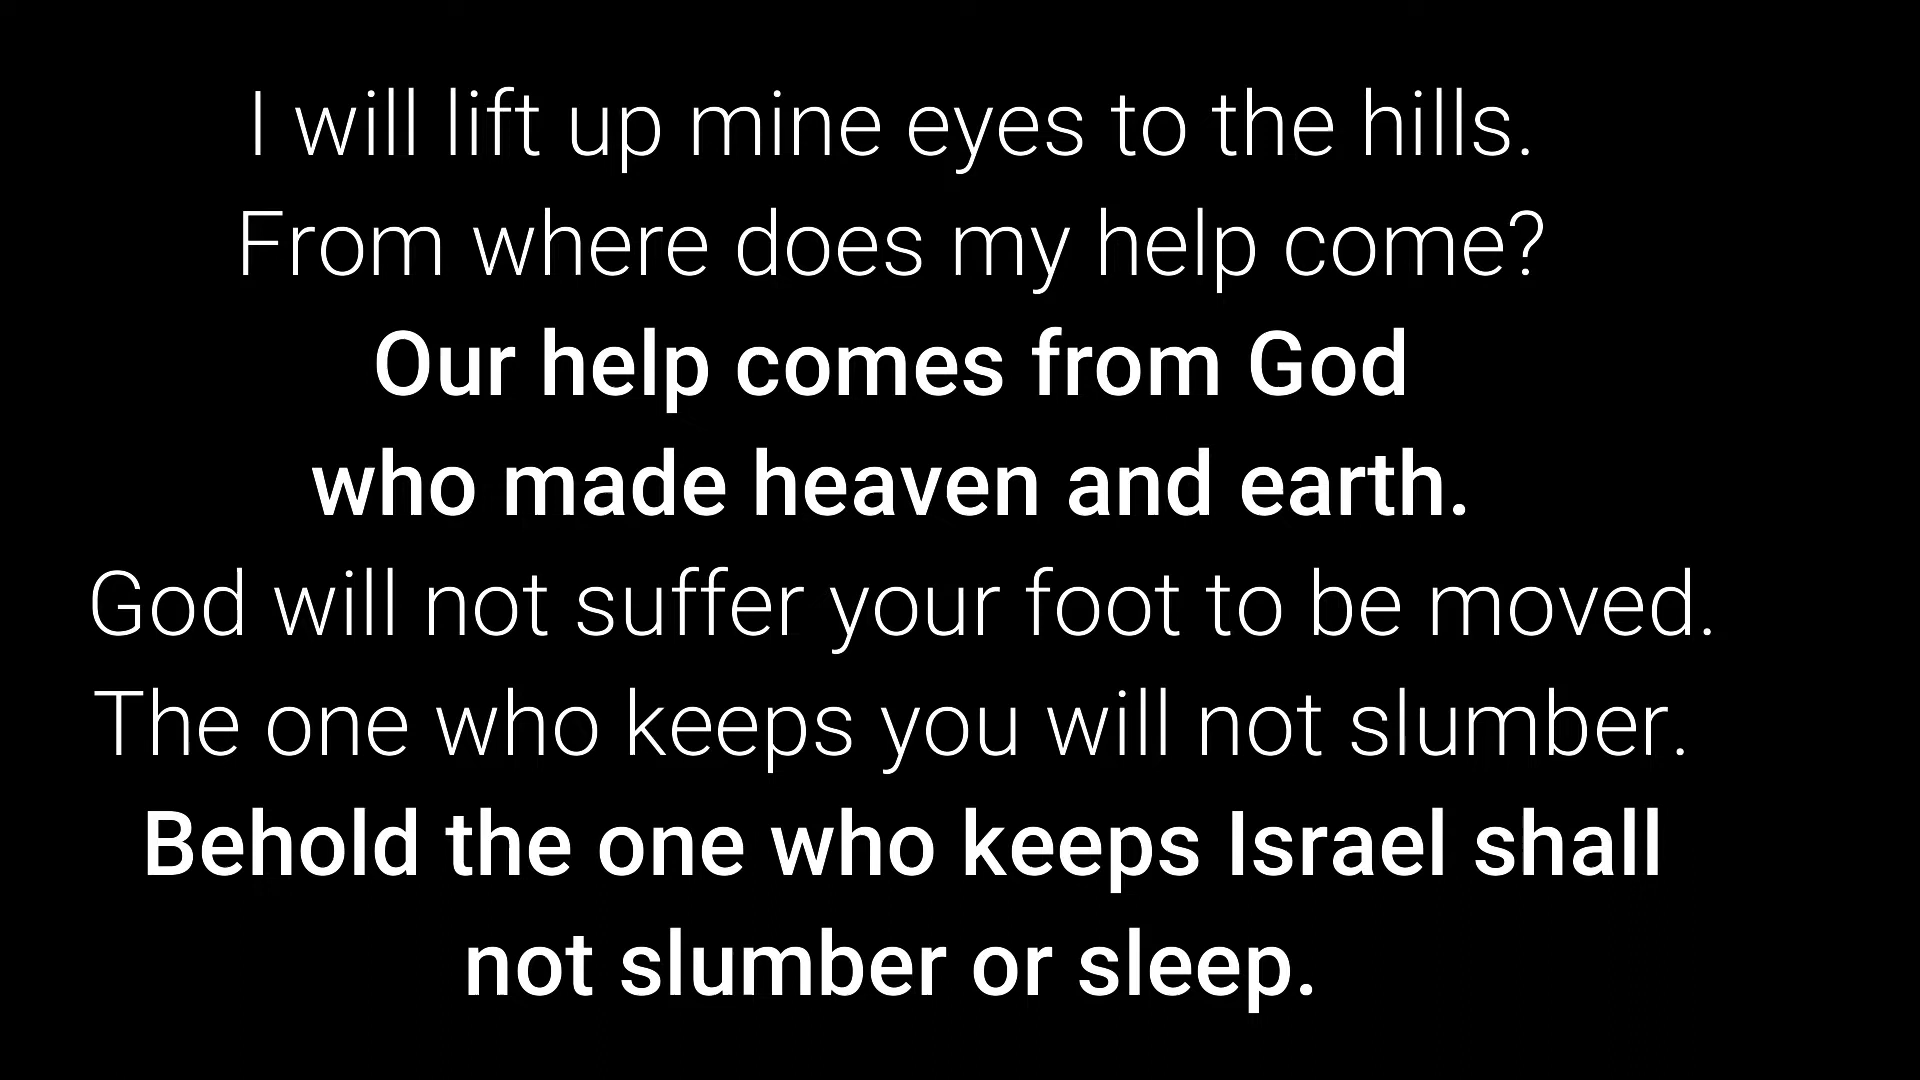 I will lift up mine eyes to the hills.
From where does my help come?
Our help comes from God
who made heaven and earth.
God will not suffer your foot to be moved.
The one who keeps you will not slumber.
Behold the one who keeps Israel shall
not slumber or sleep.